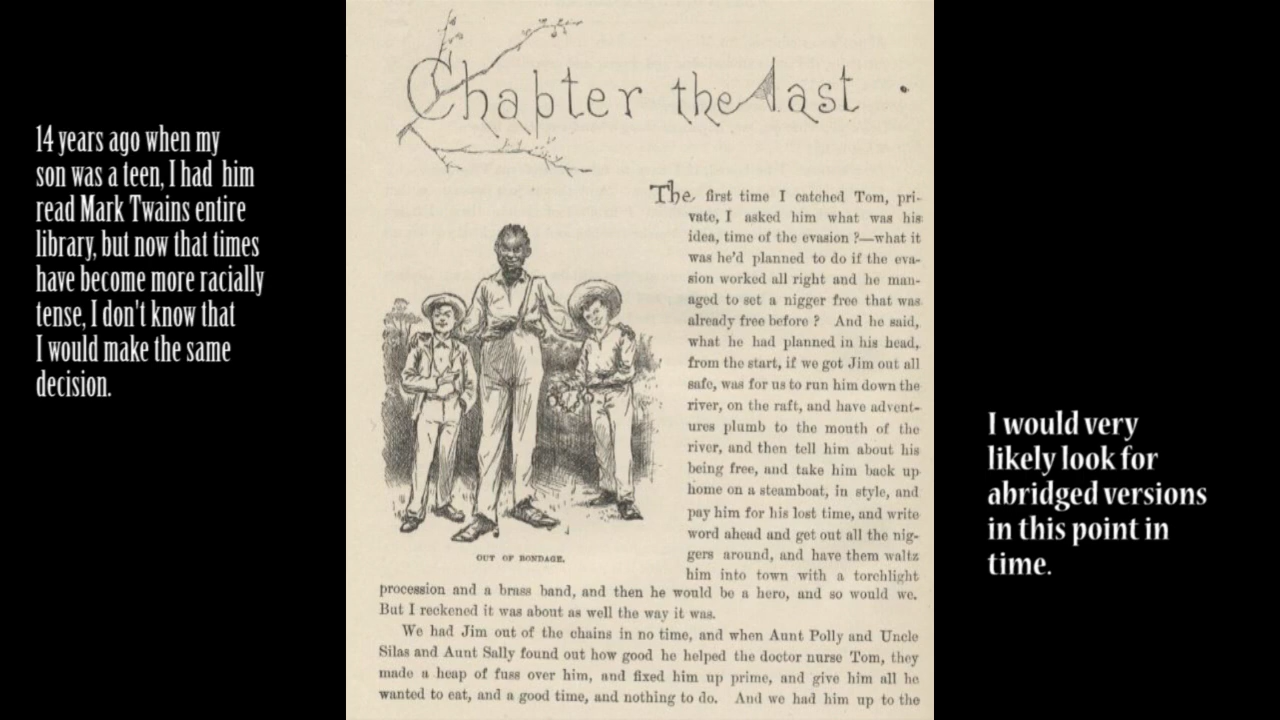 14 years ago when my
son was a teen, I had him
read Mark Twains entire
library, but now that times
have become more racially
tense, I don't know that
I would make the same
decision.
Chapter the last
The first time I catched Tom, pri-
vate, I asked him what was his
idea, time of the evasion ?—what it
was he'd planned to do if the eva-
sion worked all right and he man-
aged to set a nigger free that was
already free before ? And he said,
what he had planned in his head,
from the start, if we got Jim out all
safe, was for us to run him down the
river, on the raft, and have advent-
ures plumb to the mouth of the
river, and then tell him about his
being free, and take him back up
home on a steamboat, in style, and
pay him for his lost time, and write
word ahead and get out all the nig-
gers around, and have them waltz
him into town with a torchlight
procession and a brass band, and then he would be a hero, and so would we.
But I reckened it was about as well the way it was.
We had Jim out of the chains in no time, and when Aunt Polly and Uncle
Silas and Aunt Sally found out how good he helped the doctor nurse Tom, they
made a heap of fuss over him, and fixed him up prime, and give him all he
wanted to eat, and a good time, and nothing to do. And we had him up to the
OUT OF BONDAGE.
I would very
likely look for
abridged versions
in this point in
time.